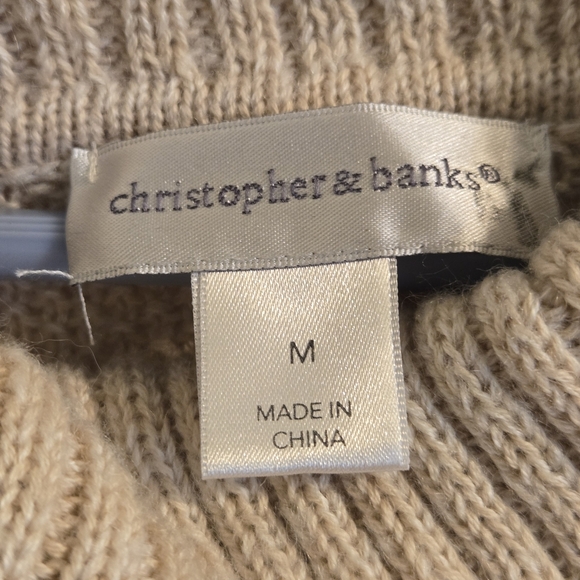 christopher & banks®
M
MADE IN
CHINA